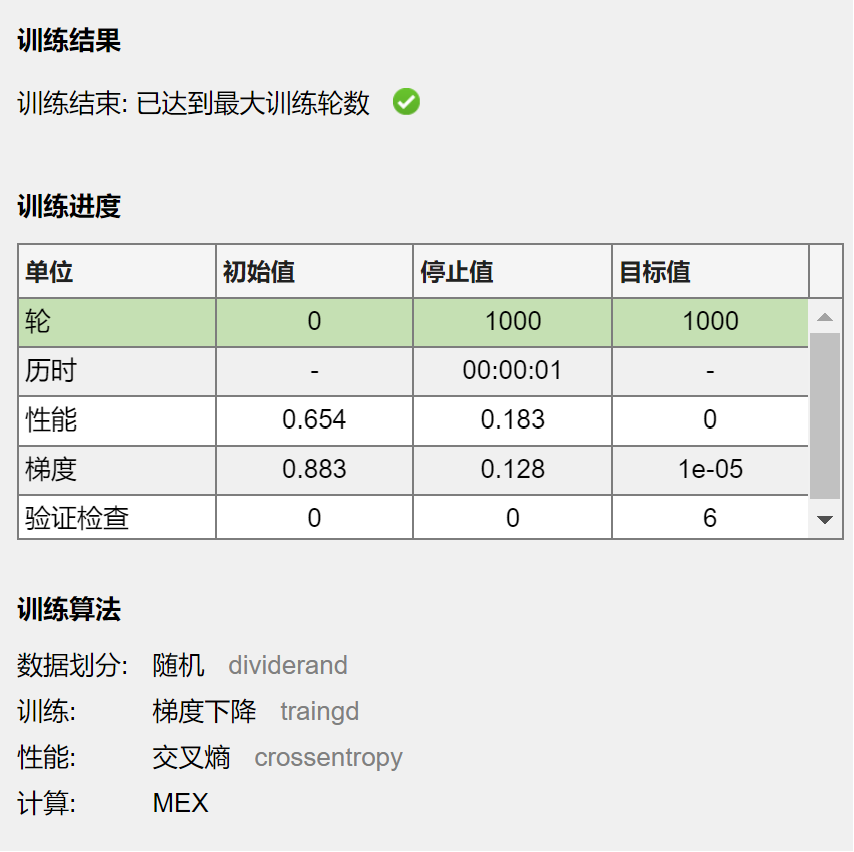 训练结果
训练结束: 已达到最大训练轮数
训练进度
单位 初始值 停止值 目标值
轮 0 1000 1000
历时 - 00:00:01 -
性能 0.654 0.183 0
梯度 0.883 0.128 1e-05
验证检查 0 0 6
训练算法
数据划分: 随机 dividerand
训练: 梯度下降 traingd
性能: 交叉熵 crossentropy
计算: MEX